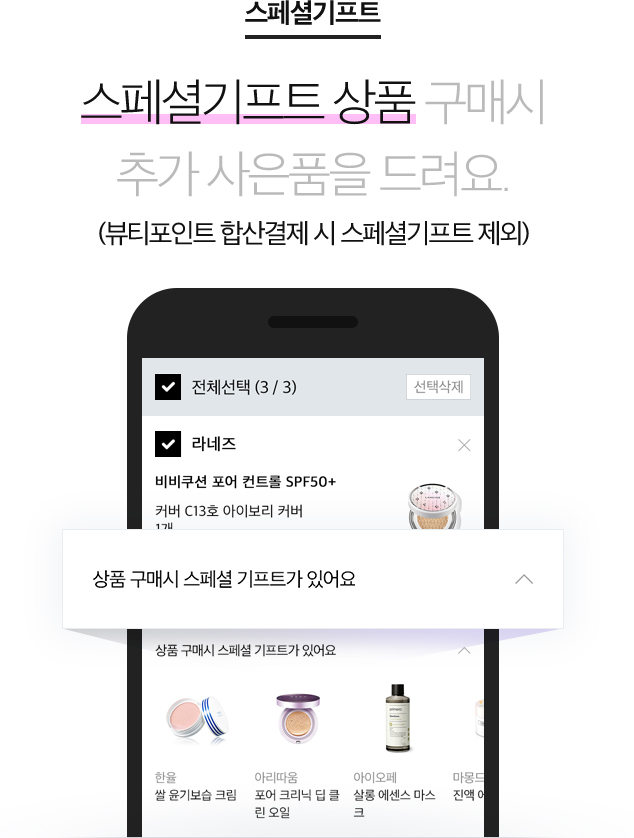 스페셜기프트
스페셜기프트 상품 구매시
추가 사은품을 드려요.
(뷰티포인트 합산결제 시 스페셜기프트 제외)
전체선택 (3 / 3) 선택삭제
라네즈
비비쿠션 포어 컨트롤 SPF50+
커버 C13호 아이보리 커버
1개
상품 구매시 스페셜 기프트가 있어요
상품 구매시 스페셜 기프트가 있어요
한율 아리따움 아이오페 마몽드
쌀 윤기보습 크림 포어 크리닉 딥 클 살롱 에센스 마스 진액
린 오일 크